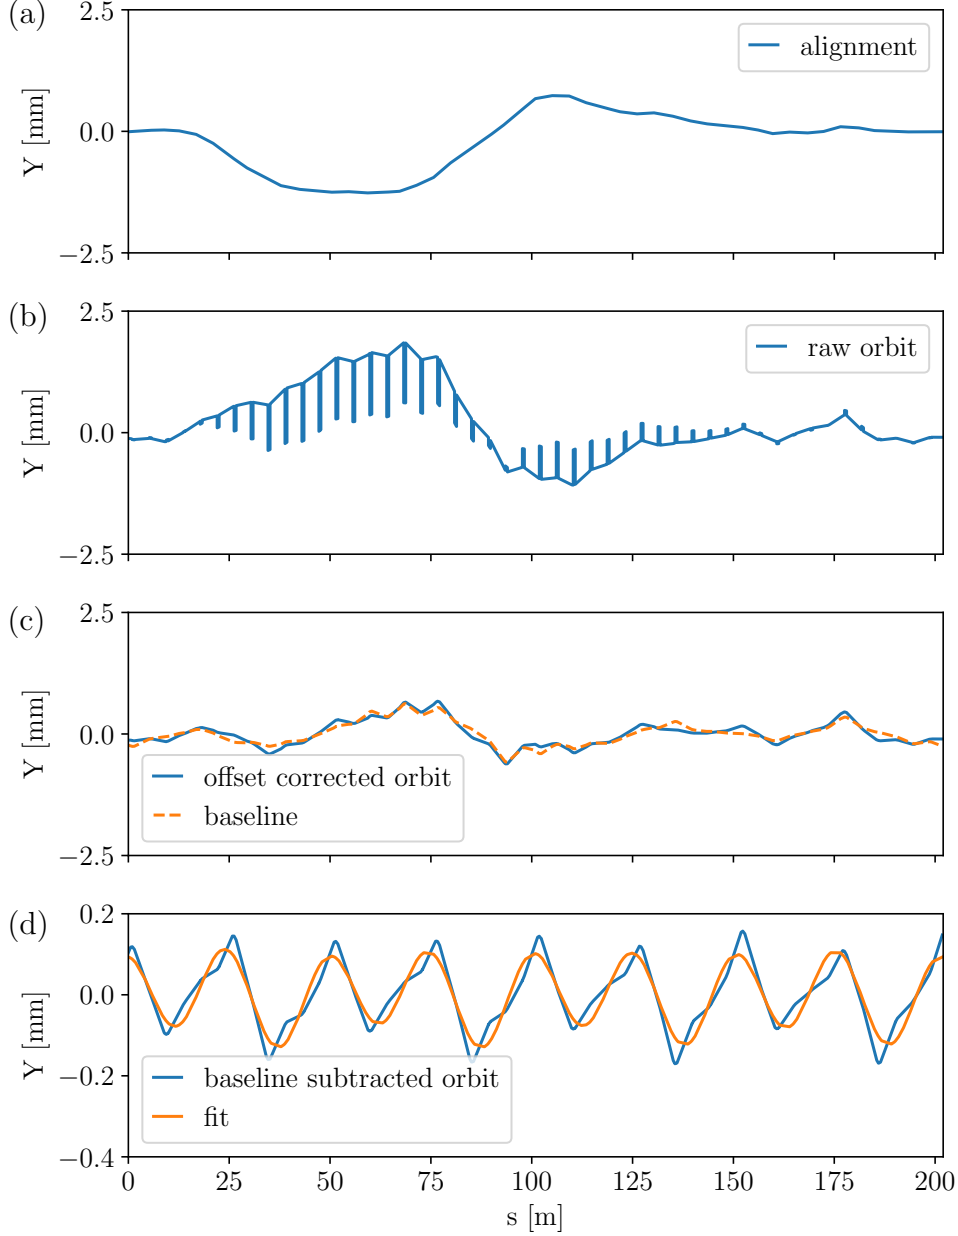 (a)
2.5
0.0
−2.5
Y [mm]
alignment
(b)
2.5
0.0
−2.5
Y [mm]
raw orbit
(c)
2.5
0.0
−2.5
Y [mm]
offset corrected orbit
baseline
(d)
0.2
0.0
−0.2
−0.4
Y [mm]
baseline subtracted orbit
fit
0 25 50 75 100 125 150 175 200
s [m]